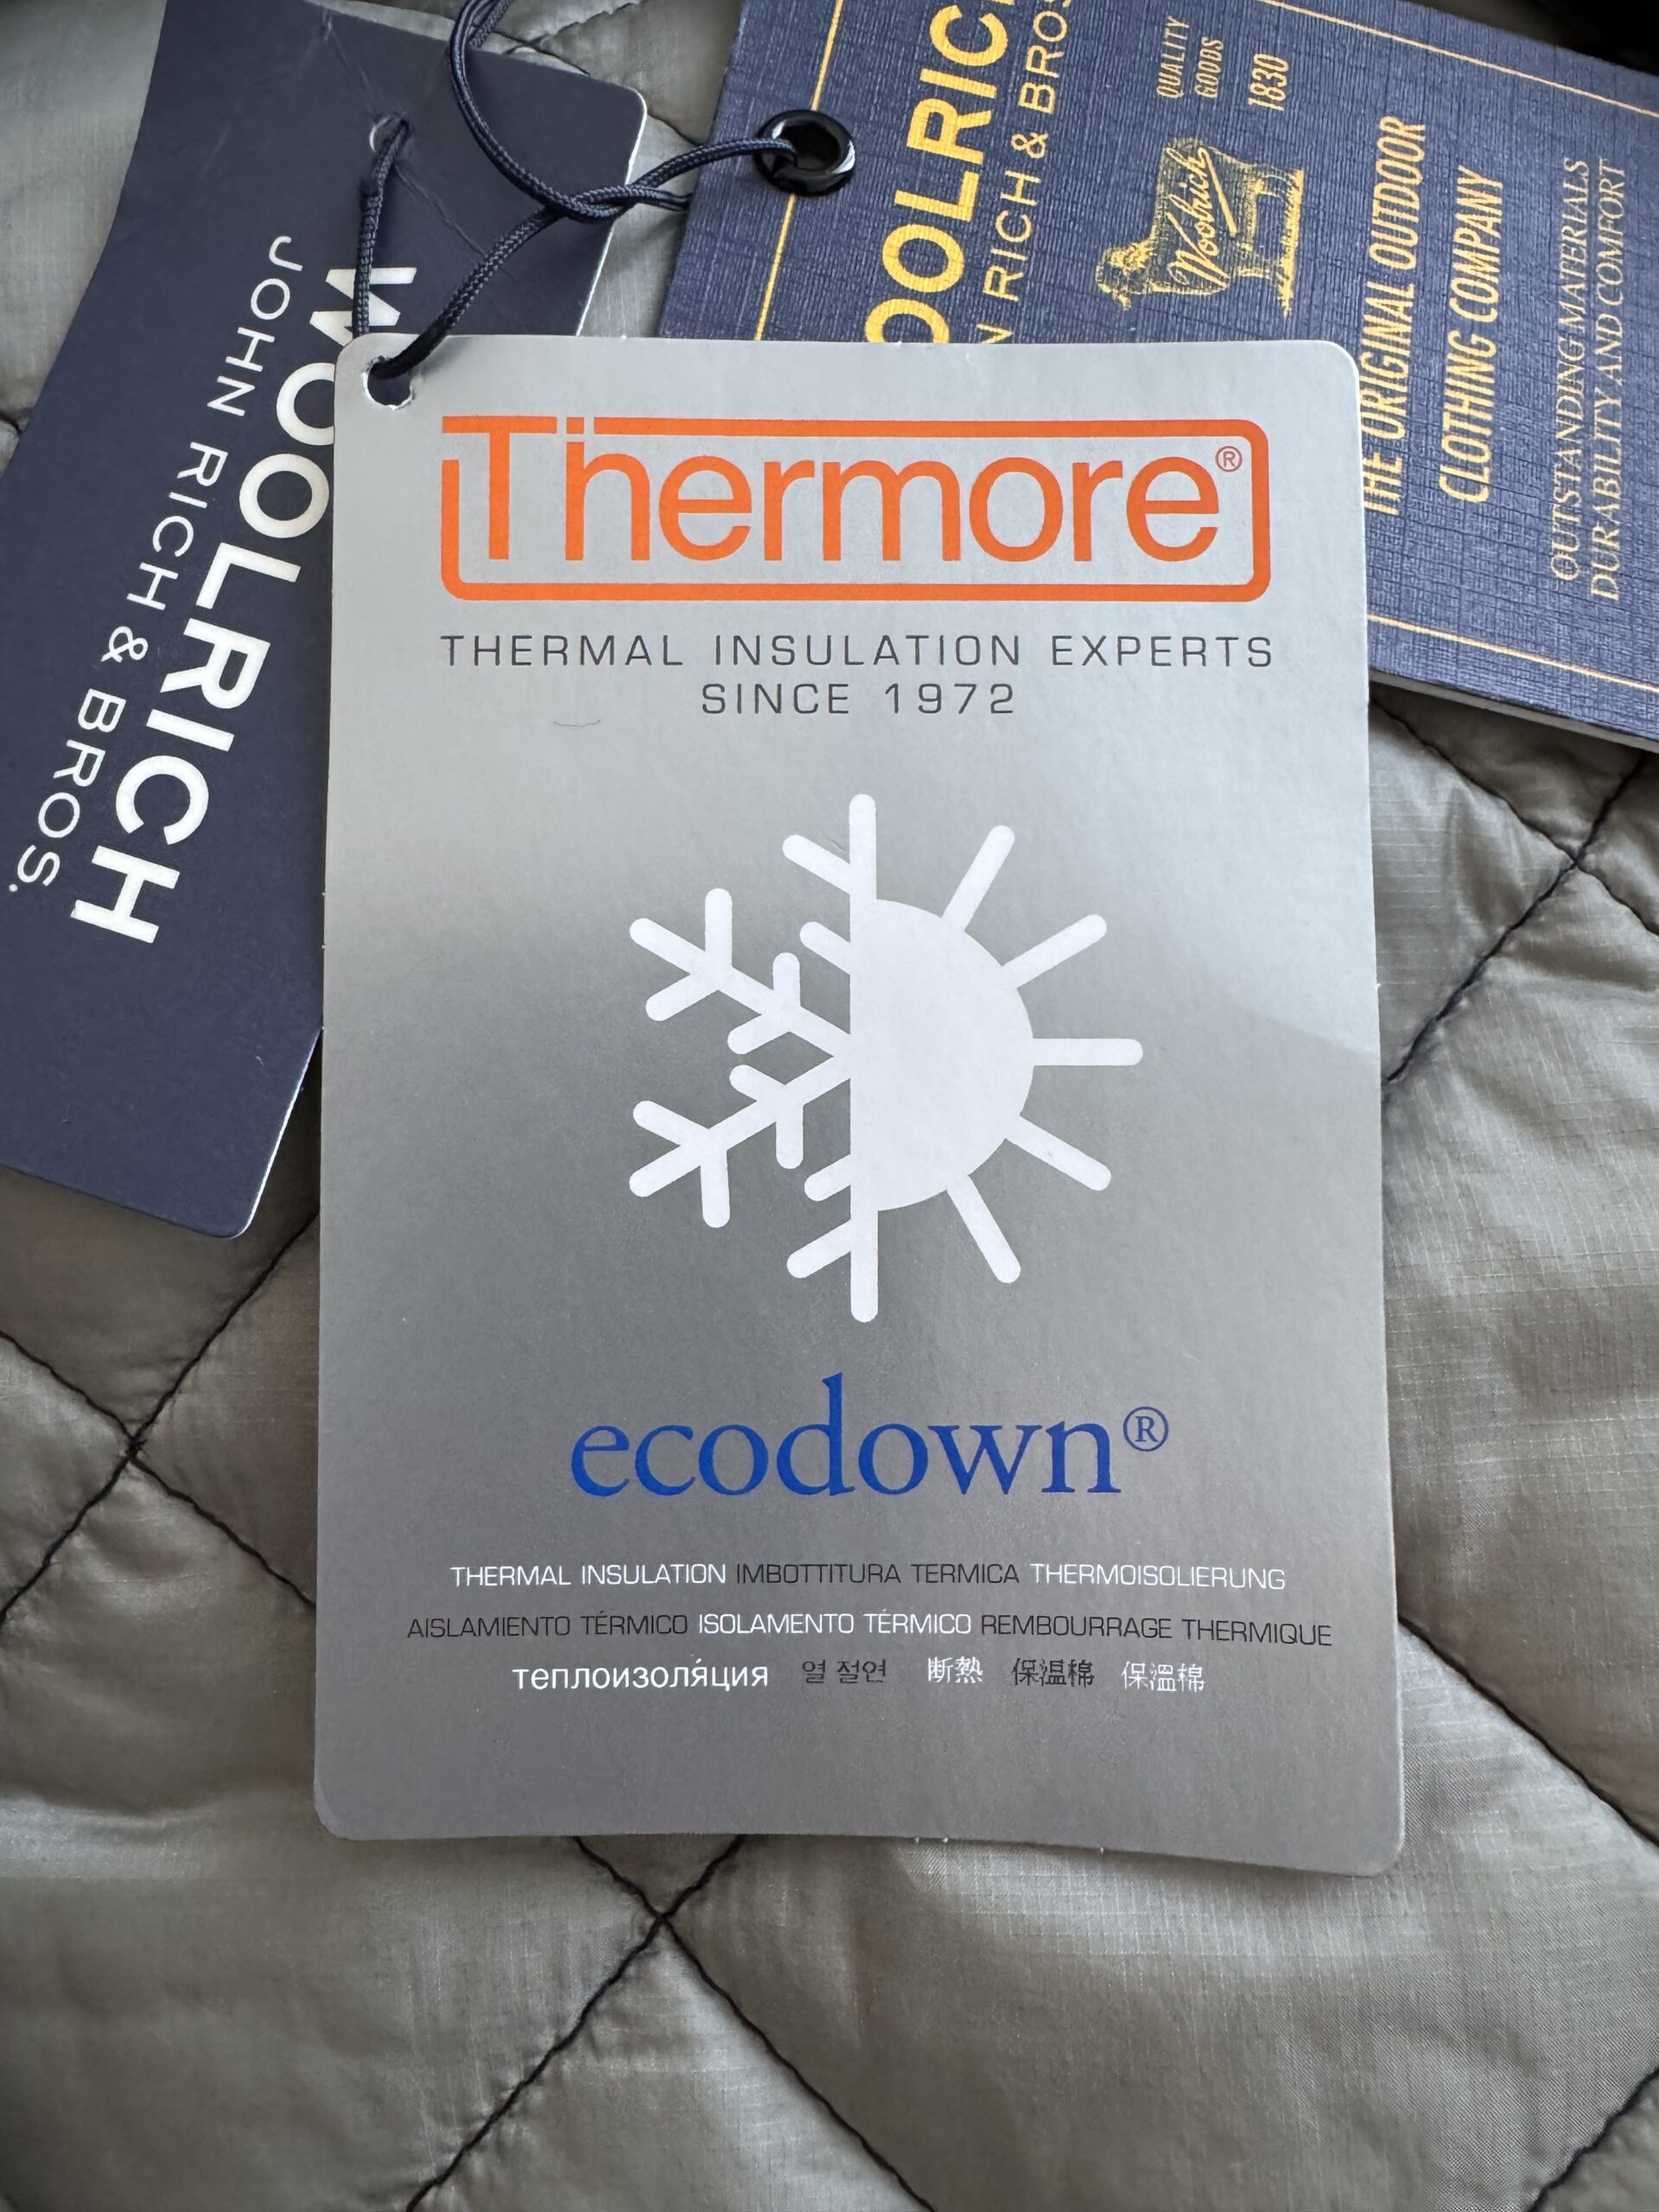 WOOLRICH
JOHN RICH & BROS.
RICH & BROS
QUALITY
GOODS
1830
Woolrich
THE ORIGINAL OUTDOOR
CLOTHING COMPANY
OUTSTANDING MATERIALS
DURABILITY AND COMFORT
Thermore®
THERMAL INSULATION EXPERTS
SINCE 1972
ecodown®
THERMAL INSULATION IMBOTTITURA TERMICA THERMOISOLIERUNG
AISLAMIENTO TÉRMICO ISOLAMENTO TÉRMICO REMBOURRAGE THERMIQUE
теплоизоля́ция 열 절연 断熱 保温棉 保溫棉